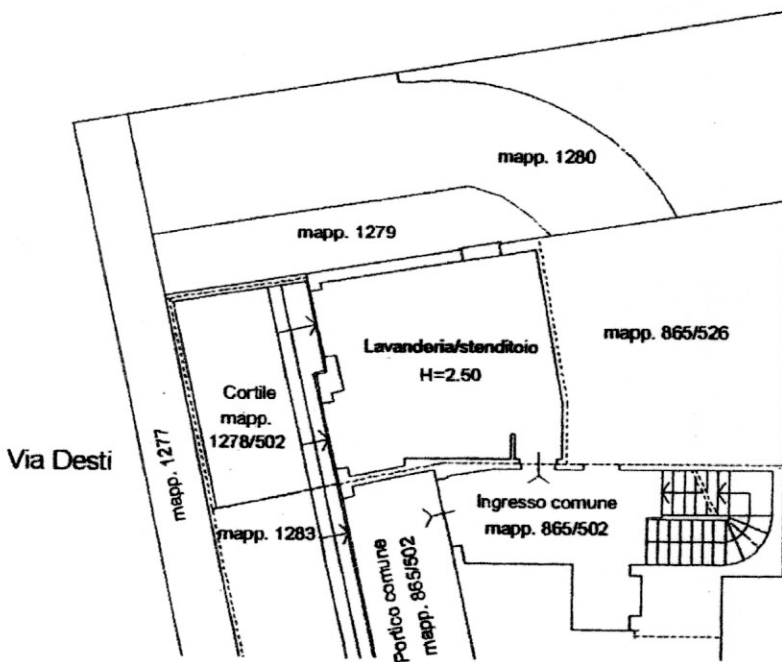 mapp. 1280
mapp. 1279
mapp. 865/526
Lavanderia/stenditoio
H=2.50
Cortile
mapp.
1278/502
mapp. 1277
Via Desti
Ingresso comune
mapp. 865/502
mapp. 1283
Portico comune
mapp. 865/502